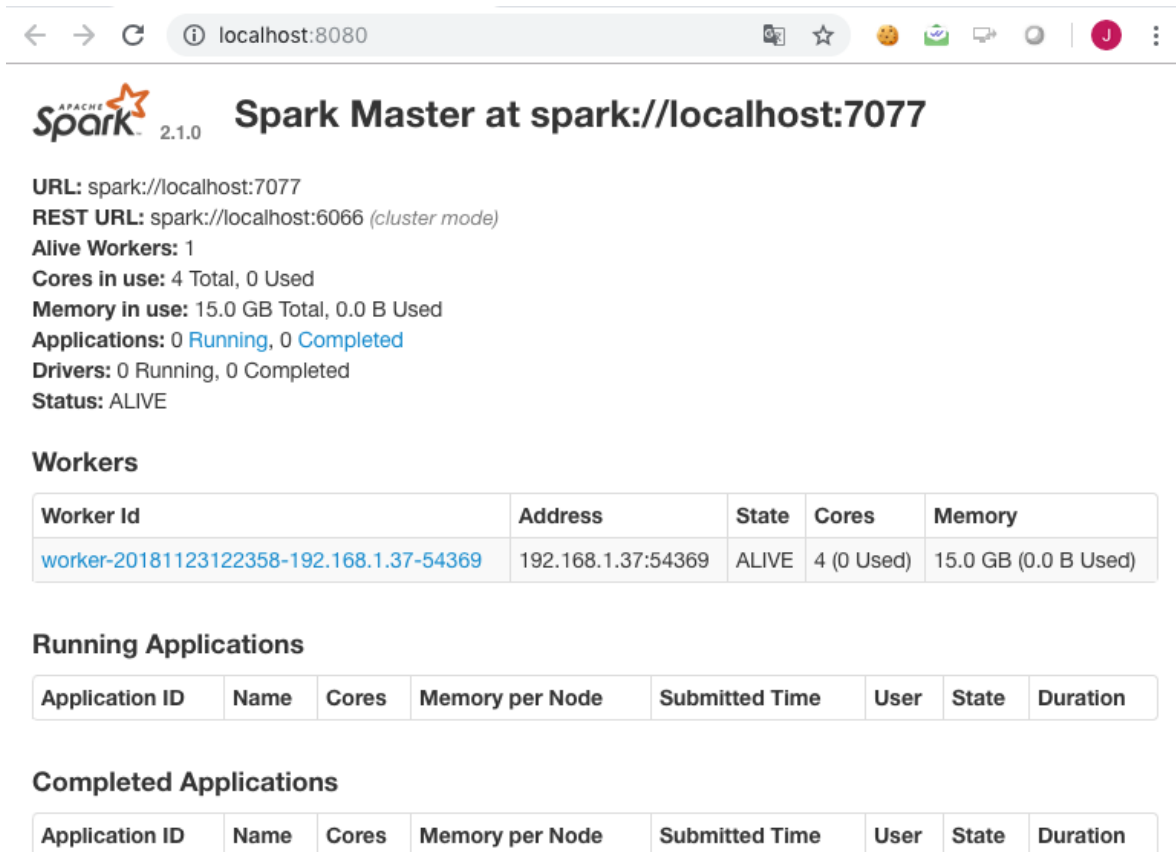 localhost:8080
J
APACHE
Spark 2.1.0 Spark Master at spark://localhost:7077
URL: spark://localhost:7077
REST URL: spark://localhost:6066 (cluster mode)
Alive Workers: 1
Cores in use: 4 Total, 0 Used
Memory in use: 15.0 GB Total, 0.0 B Used
Applications: 0 Running, 0 Completed
Drivers: 0 Running, 0 Completed
Status: ALIVE
Workers
Worker Id Address State Cores Memory
worker-20181123122358-192.168.1.37-54369 192.168.1.37:54369 ALIVE 4 (0 Used) 15.0 GB (0.0 B Used)
Running Applications
Application ID Name Cores Memory per Node Submitted Time User State Duration
Completed Applications
Application ID Name Cores Memory per Node Submitted Time User State Duration